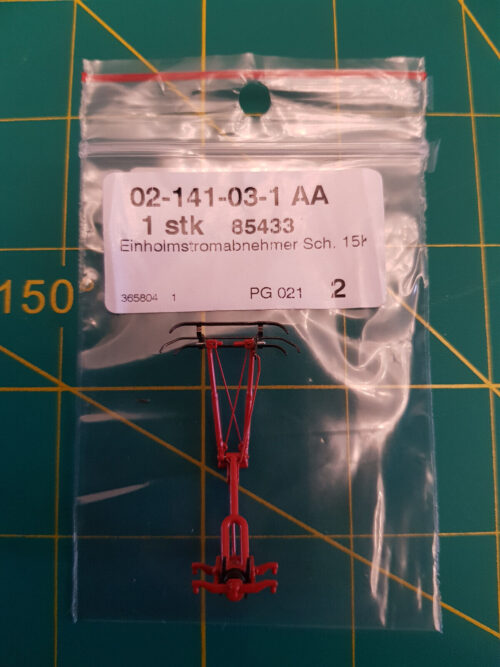 02-141-03-1 AA
1 stk 85433
Einholmstromabnehmer Sch. 15k
365804 1 PG 021 2
150°